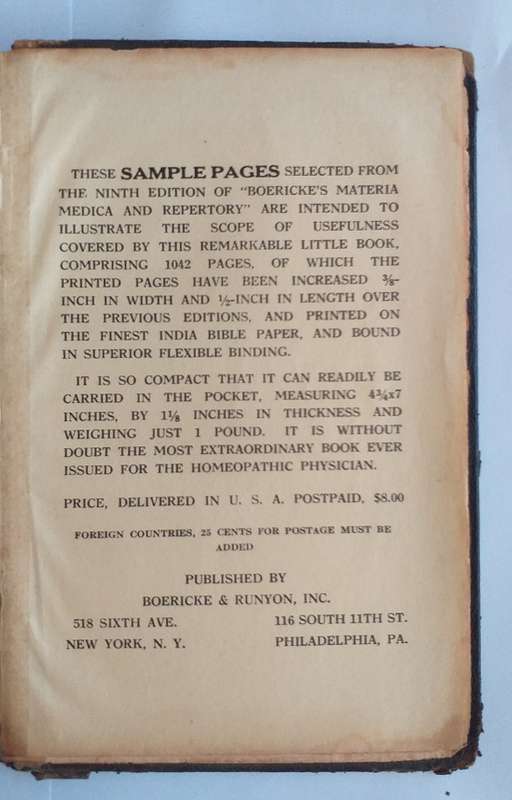 THESE SAMPLE PAGES SELECTED FROM
THE NINTH EDITION OF "BOERICKE'S MATERIA
MEDICA AND REPERTORY" ARE INTENDED TO
ILLUSTRATE THE SCOPE OF USEFULNESS
COVERED BY THIS REMARKABLE LITTLE BOOK,
COMPRISING 1042 PAGES, OF WHICH THE
PRINTED PAGES HAVE BEEN INCREASED ⅜-
INCH IN WIDTH AND ½-INCH IN LENGTH OVER
THE PREVIOUS EDITIONS, AND PRINTED ON
THE FINEST INDIA BIBLE PAPER, AND BOUND
IN SUPERIOR FLEXIBLE BINDING.
IT IS SO COMPACT THAT IT CAN READILY BE
CARRIED IN THE POCKET, MEASURING 4¾x7
INCHES, BY 1⅛ INCHES IN THICKNESS AND
WEIGHING JUST 1 POUND. IT IS WITHOUT
DOUBT THE MOST EXTRAORDINARY BOOK EVER
ISSUED FOR THE HOMEOPATHIC PHYSICIAN.
PRICE, DELIVERED IN U. S. A. POSTPAID, $8.00
FOREIGN COUNTRIES, 25 CENTS FOR POSTAGE MUST BE
ADDED
PUBLISHED BY
BOERICKE & RUNYON, INC.
518 SIXTH AVE. 116 SOUTH 11TH ST.
NEW YORK, N. Y. PHILADELPHIA, PA.